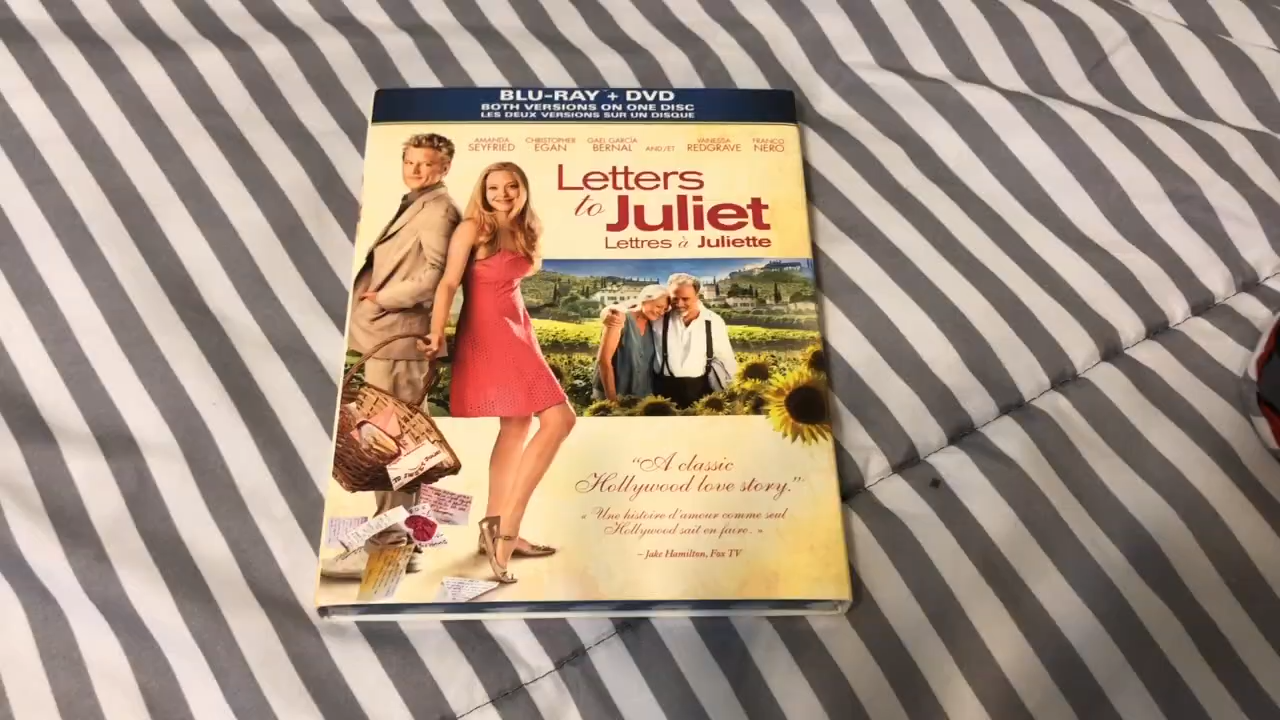 BLU-RAY + DVD
BOTH VERSIONS ON ONE DISC
LES DEUX VERSIONS SUR UN DISQUE
AMANDA SEYFRIED CHRISTOPHER EGAN GAEL GARCÍA BERNAL AND/ET VANESSA REDGRAVE FRANCO NERO
Letters
to Juliet
Lettres à Juliette
“A classic
Hollywood love story.”
« Une histoire d'amour comme seul
Hollywood sait en faire. »
– Jake Hamilton, Fox TV